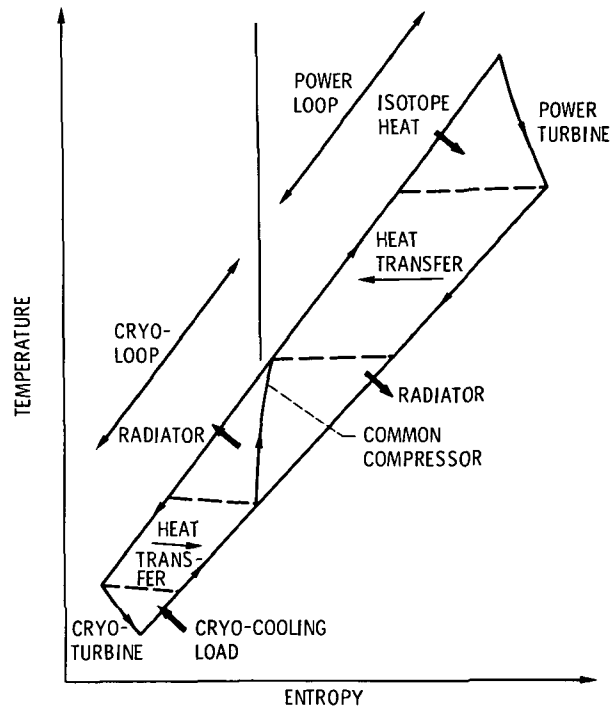 POWER
LOOP
ISOTOPE
HEAT
POWER
TURBINE
HEAT
TRANSFER
CRYO-
LOOP
TEMPERATURE
RADIATOR
RADIATOR
COMMON
COMPRESSOR
HEAT
TRANS-
FER
CRYO-
TURBINE
CRYO-COOLING
LOAD
ENTROPY